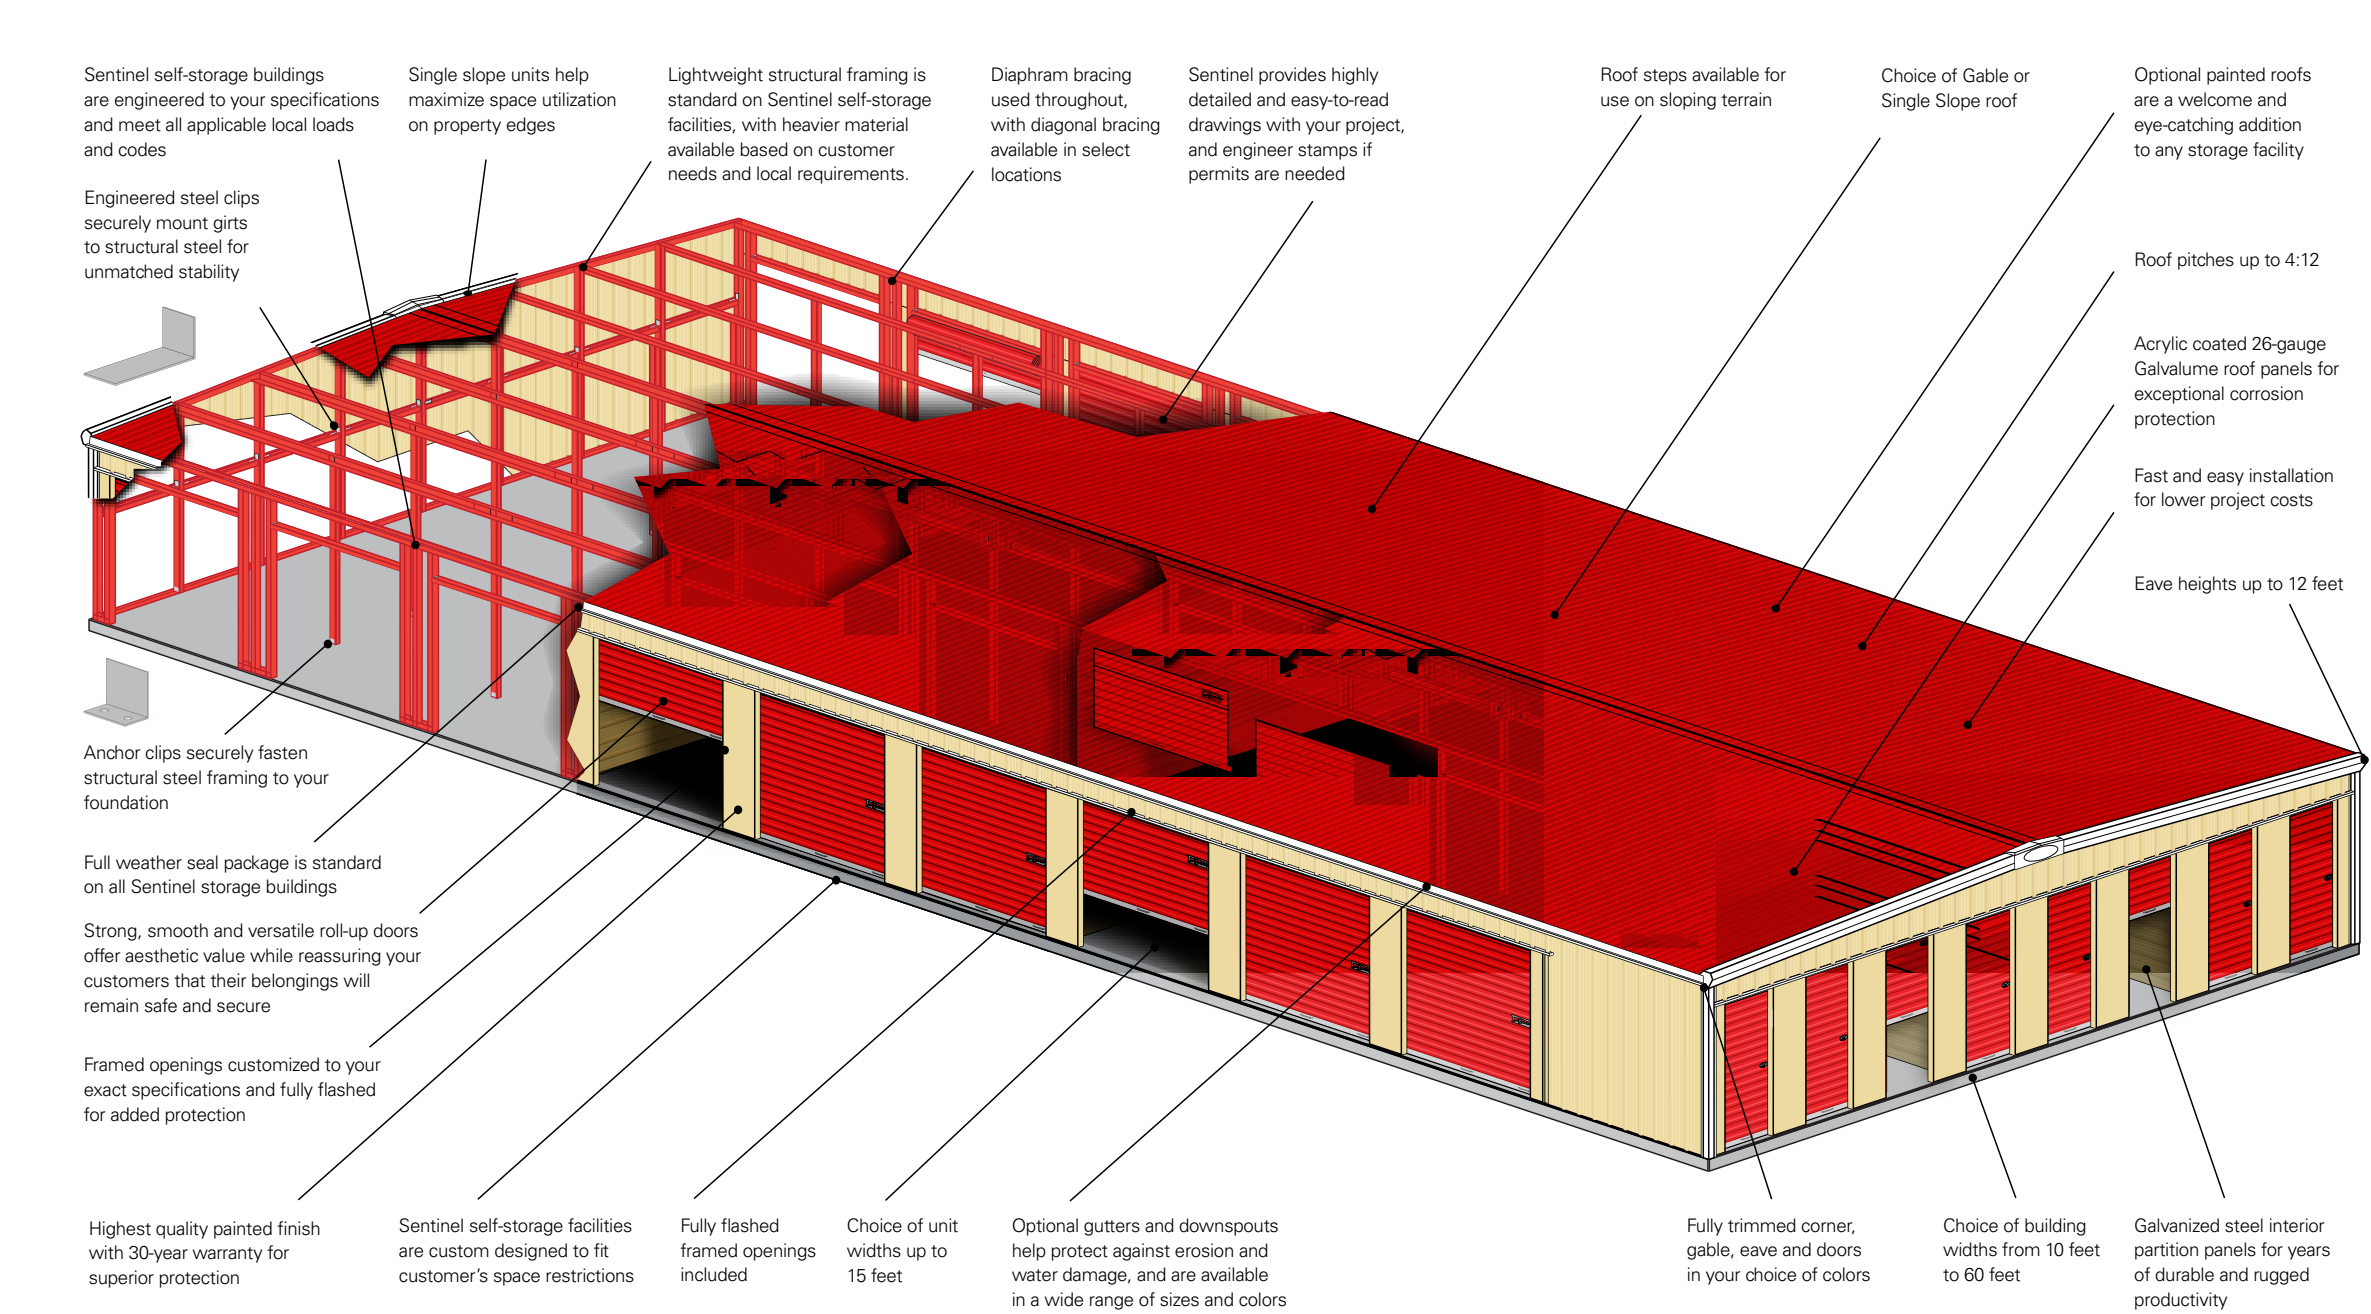 Sentinel self-storage buildings
are engineered to your specifications
and meet all applicable local loads
and codes
Single slope units help
maximize space utilization
on property edges
Lightweight structural framing is
standard on Sentinel self-storage
facilities, with heavier material
available based on customer
needs and local requirements.
Diaphram bracing
used throughout,
with diagonal bracing
available in select
locations
Sentinel provides highly
detailed and easy-to-read
drawings with your project,
and engineer stamps if
permits are needed
Roof steps available for
use on sloping terrain
Choice of Gable or
Single Slope roof
Optional painted roofs
are a welcome and
eye-catching addition
to any storage facility
Engineered steel clips
securely mount girts
to structural steel for
unmatched stability
Roof pitches up to 4:12
Acrylic coated 26-gauge
Galvalume roof panels for
exceptional corrosion
protection
Fast and easy installation
for lower project costs
Eave heights up to 12 feet
Anchor clips securely fasten
structural steel framing to your
foundation
Full weather seal package is standard
on all Sentinel storage buildings
Strong, smooth and versatile roll-up doors
offer aesthetic value while reassuring your
customers that their belongings will
remain safe and secure
Framed openings customized to your
exact specifications and fully flashed
for added protection
Highest quality painted finish
with 30-year warranty for
superior protection
Sentinel self-storage facilities
are custom designed to fit
customer's space restrictions
Fully flashed
framed openings
included
Choice of unit
widths up to
15 feet
Optional gutters and downspouts
help protect against erosion and
water damage, and are available
in a wide range of sizes and colors
Fully trimmed corner,
gable, eave and doors
in your choice of colors
Choice of building
widths from 10 feet
to 60 feet
Galvanized steel interior
partition panels for years
of durable and rugged
productivity